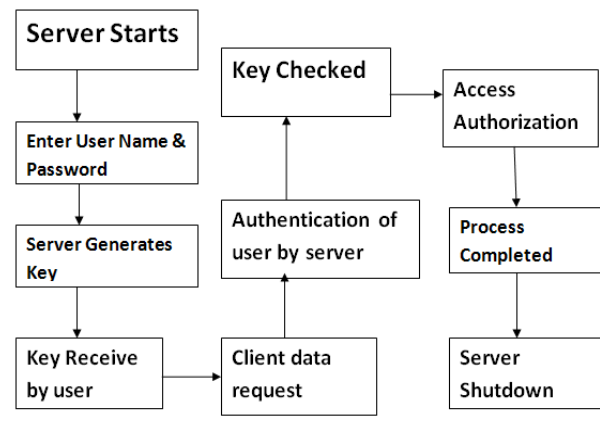 Server Starts
Enter User Name &
Password
Server Generates
Key
Key Receive
by user
Client data
request
Authentication of
user by server
Key Checked
Access
Authorization
Process
Completed
Server
Shutdown